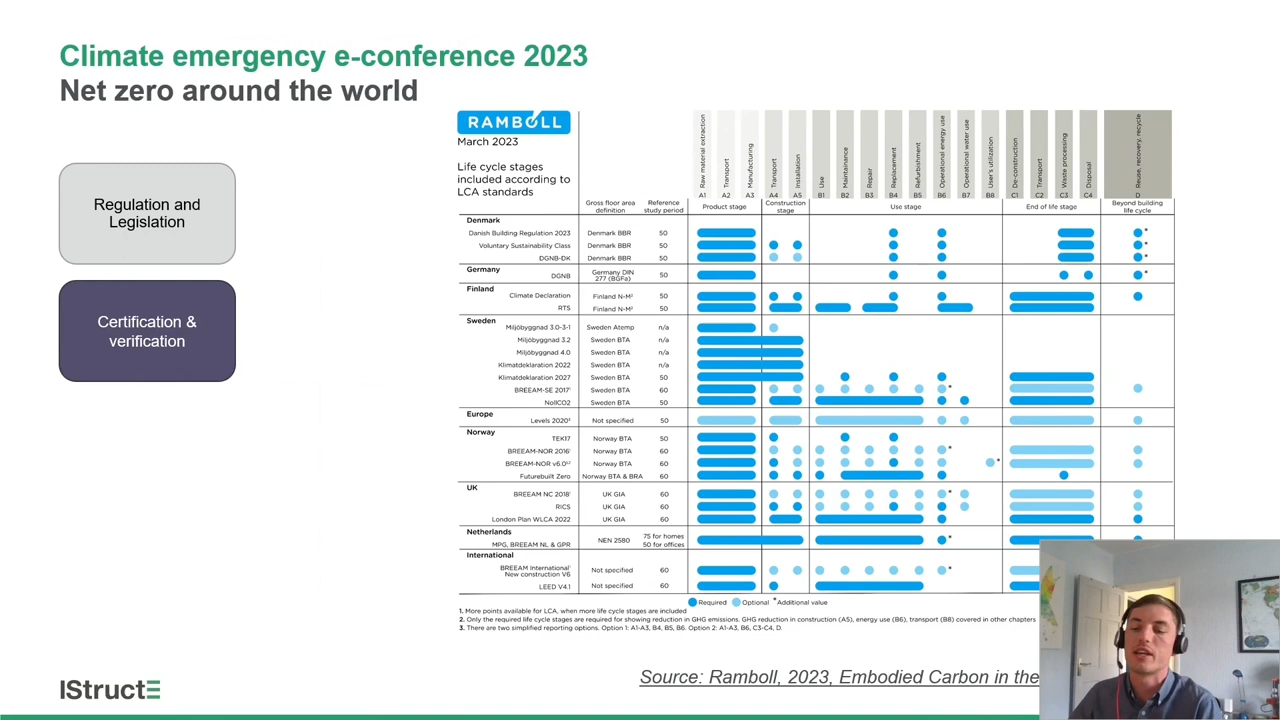 Climate emergency e-conference 2023
Net zero around the world
Regulation and
Legislation
Certification &
verification
RAMBOLL
March 2023
Life cycle stages
included according to
LCA standards
Gross floor area
definition
Reference
study period
Raw material extraction
Transport
Manufacturing
Transport
Installation
Use
Maintainance
Repair
Replacement
Refurbishment
Operational energy use
Operational water use
User's utilization
De-construction
Transport
Waste processing
Disposal
Reuse, recovery, recycle
A1 A2 A3 A4 A5 B1 B2 B3 B4 B5 B6 B7 B8 C1 C2 C3 C4 D
Product stage
Construction
stage
Use stage
End of life stage
Beyond building
life cycle
Denmark
Danish Building Regulation 2023 Denmark BBR 50 *
Voluntary Sustainability Class Denmark BBR 50 *
DGNB-DK Denmark BBR 50 *
Germany
DGNB Germany DIN 277 (BGFa) 50 *
Finland
Climate Declaration Finland N-M² 50
RTS Finland N-M² 50
Sweden
Miljöbyggnad 3.0-3-1 Sweden Atemp n/a
Miljöbyggnad 3.2 Sweden BTA n/a
Miljöbyggnad 4.0 Sweden BTA n/a
Klimatdeklaration 2022 Sweden BTA n/a
Klimatdeklaration 2027 Sweden BTA 50
BREEAM-SE 2017¹ Sweden BTA 60 *
NollCO2 Sweden BTA 50
Europe
Levels 2020³ Not specified 50
Norway
TEK17 Norway BTA 50
BREEAM-NOR 2016¹ Norway BTA 60 *
BREEAM-NOR v6.0¹,² Norway BTA 60 *
Futurebuilt Zero Norway BTA & BRA 60
UK
BREEAM NC 2018¹ UK GIA 60 *
RICS UK GIA 60
London Plan WLCA 2022 UK GIA 60
Netherlands
MPG, BREEAM NL & GPR NEN 2580 75 for homes 50 for offices *
International
BREEAM International¹ New construction V6 Not specified 60 *
LEED V4.1 Not specified 60
Required Optional * Additional value
1. More points available for LCA, when more life cycle stages are included
2. Only the required life cycle stages are required for showing reduction in GHG emissions. GHG reduction in construction (A5), energy use (B6), transport (B8) covered in other chapters
3. There are two simplified reporting options. Option 1: A1-A3, B4, B5, B6. Option 2: A1-A3, B6, C3-C4, D.
Source: Ramboll, 2023, Embodied Carbon in the
IStructE